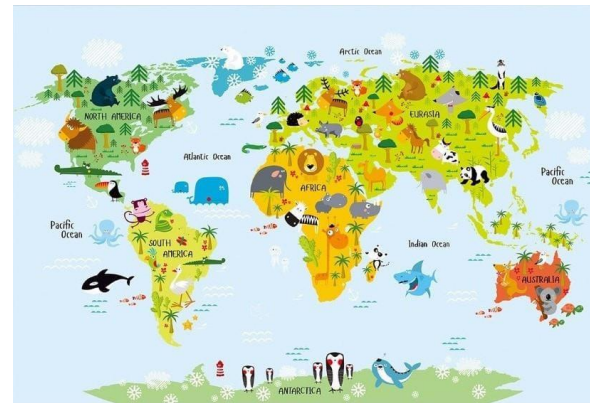 Arctic Ocean
NORTH AMERICA
EURASIA
Atlantic Ocean
AFRICA
Pacific
Ocean
Pacific
Ocean
SOUTH
AMERICA
Indian Ocean
AUSTRALIA
ANTARCTICA